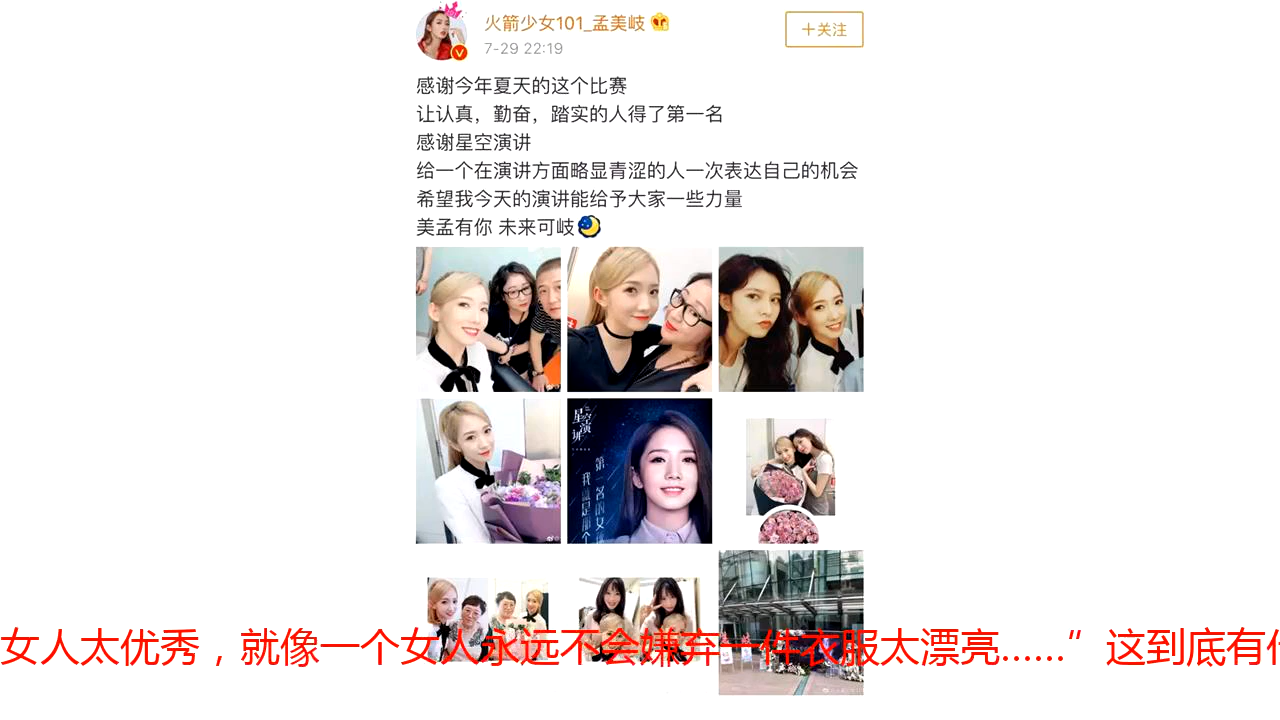 火箭少女101_孟美岐
7-29 22:19
+关注
感谢今年夏天的这个比赛
让认真，勤奋，踏实的人得了第一名
感谢星空演讲
给一个在演讲方面略显青涩的人一次表达自己的机会
希望我今天的演讲能给予大家一些力量
美孟有你 未来可岐
星空演讲
第一名的女孩
我就是那个
女人太优秀，就像一个女人永远不会嫌弃一件衣服太漂亮……”这到底有什